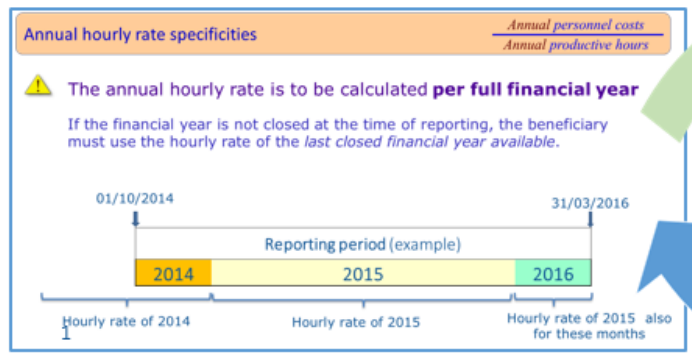 Annual hourly rate specificities
Annual personnel costs
Annual productive hours
The annual hourly rate is to be calculated per full financial year
If the financial year is not closed at the time of reporting, the beneficiary
must use the hourly rate of the last closed financial year available.
01/10/2014
31/03/2016
Reporting period (example)
2014
2015
2016
Hourly rate of 2014
Hourly rate of 2015
Hourly rate of 2015 also
for these months
1